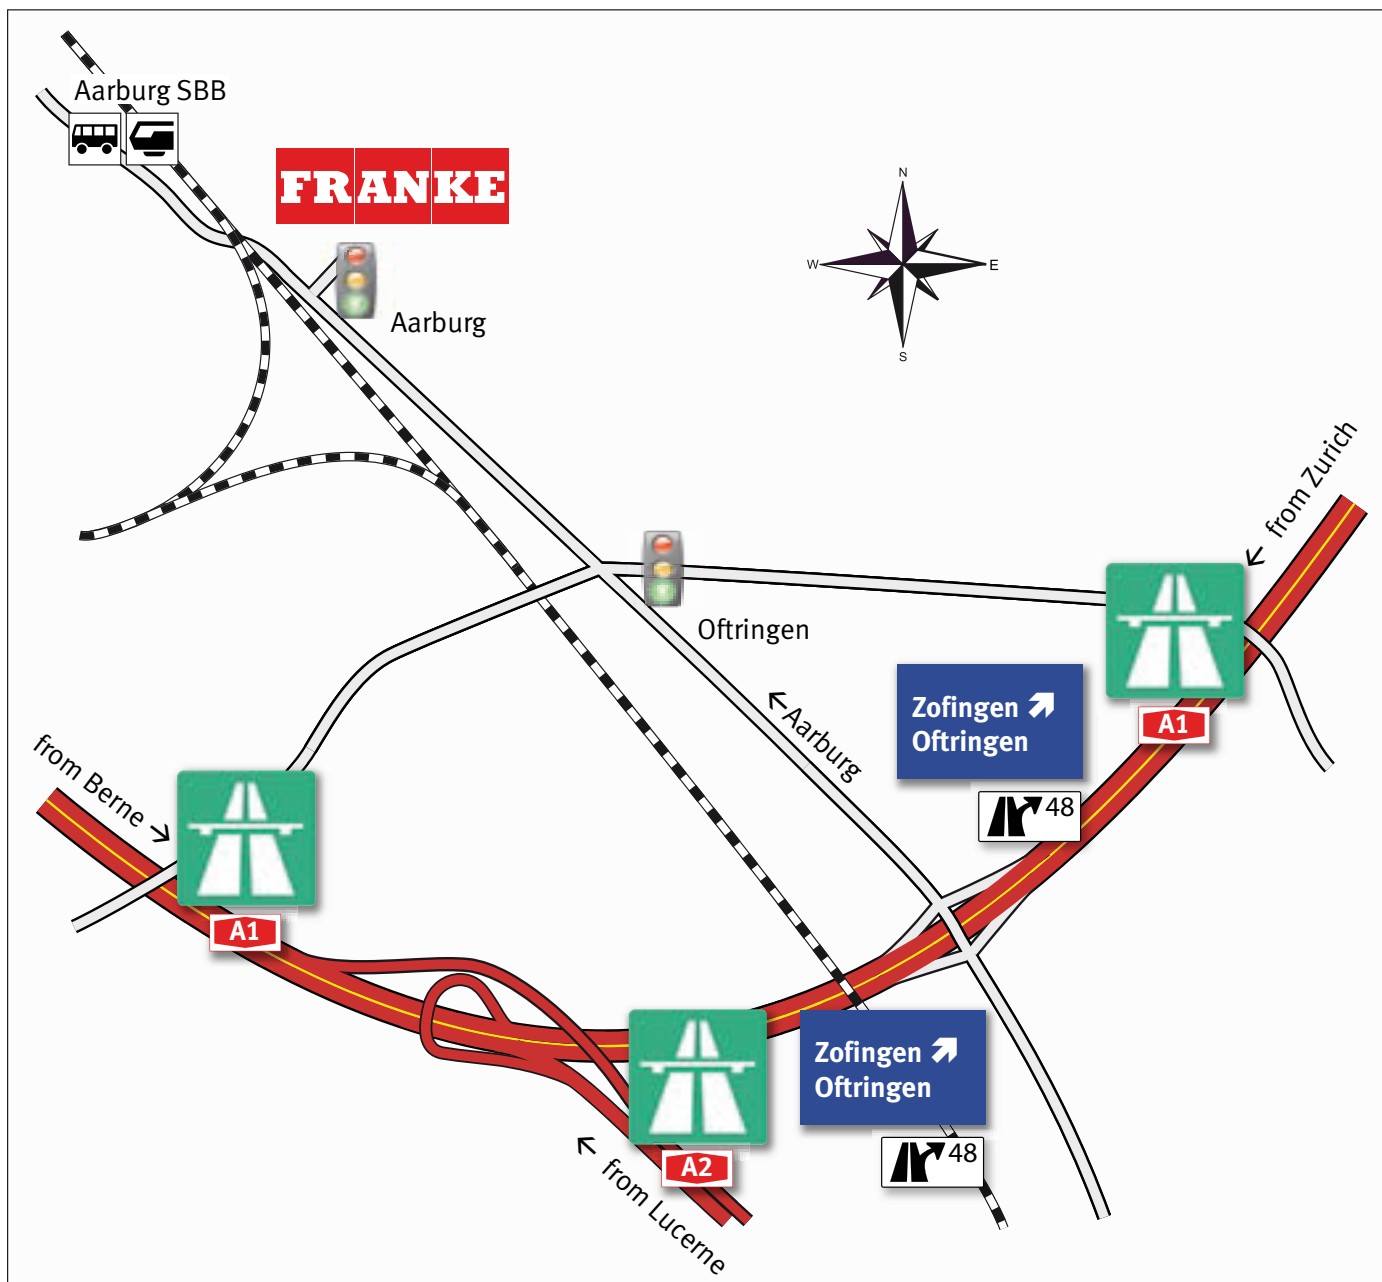 Aarburg SBB
FRANKE
N
W
E
S
Aarburg
← from Zurich
Oftringen
←Aarburg
Zofingen ↗
Oftringen
A1
48
from Berne →
A1
Zofingen ↗
Oftringen
48
A2
← from Lucerne